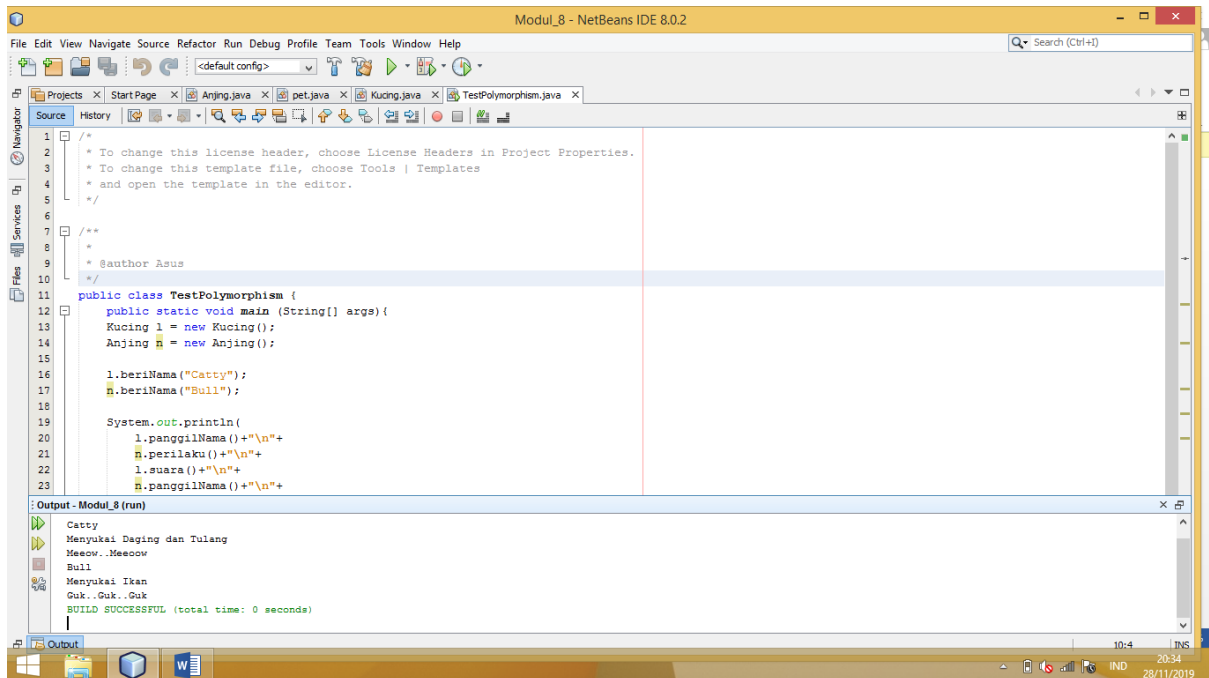 Modul_8 - NetBeans IDE 8.0.2
File Edit View Navigate Source Refactor Run Debug Profile Team Tools Window Help
Search (Ctrl+I)
<default config>
Projects Start Page Anjing.java pet.java Kucing.java TestPolymorphism.java
Source History
Navigator
Services
Files
1 /*
2 * To change this license header, choose License Headers in Project Properties.
3 * To change this template file, choose Tools | Templates
4 * and open the template in the editor.
5 */
6
7 /**
8 *
9 * @author Asus
10 */
11 public class TestPolymorphism {
12 public static void main (String[] args){
13 Kucing l = new Kucing();
14 Anjing n = new Anjing();
15
16 l.beriNama("Catty");
17 n.beriNama("Bull");
18
19 System.out.println(
20 l.panggilNama()+"\n"+
21 n.perilaku()+"\n"+
22 l.suara()+"\n"+
23 n.panggilNama()+"\n"+
Output - Modul_8 (run)
Catty
Menyukai Daging dan Tulang
Meeow..Meeoow
Bull
Menyukai Ikan
Guk..Guk..Guk
BUILD SUCCESSFUL (total time: 0 seconds)
Output
10:4 INS
IND
20:34
28/11/2019